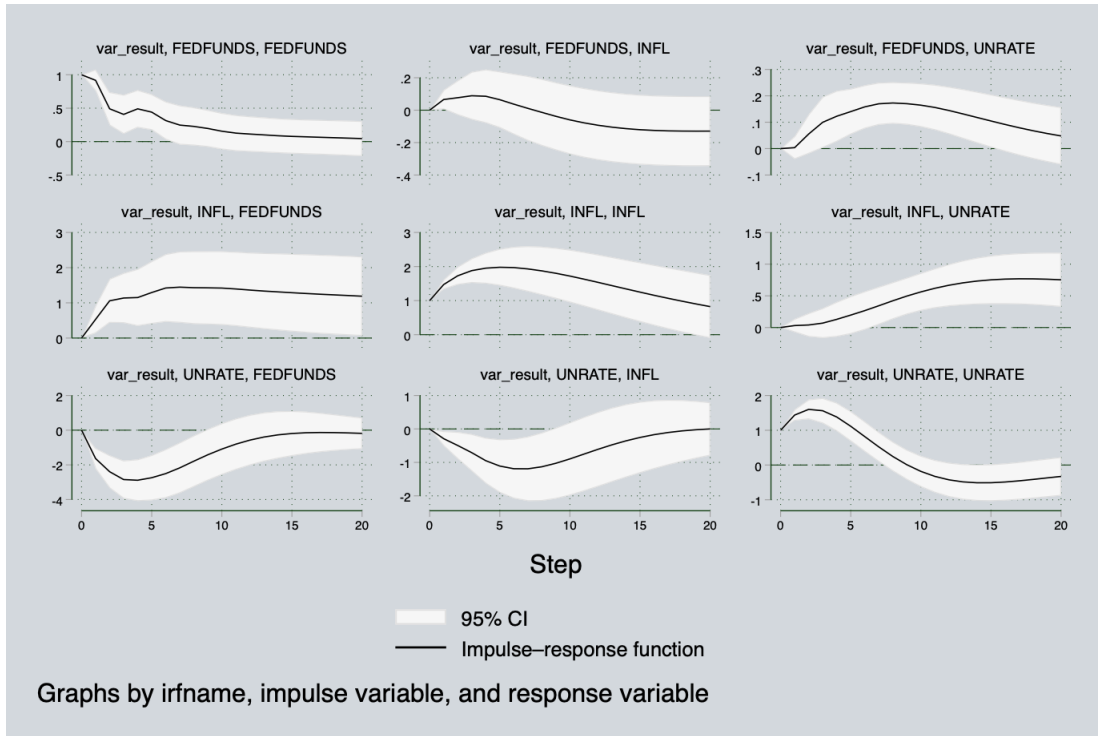 var_result, FEDFUNDS, FEDFUNDS
1
.5
0
-.5
var_result, FEDFUNDS, INFL
.2
0
-.2
-.4
var_result, FEDFUNDS, UNRATE
.3
.2
.1
0
-.1
var_result, INFL, FEDFUNDS
3
2
1
0
var_result, INFL, INFL
3
2
1
0
var_result, INFL, UNRATE
1.5
1
.5
0
var_result, UNRATE, FEDFUNDS
2
0
-2
-4
0 5 10 15 20
var_result, UNRATE, INFL
1
0
-1
-2
0 5 10 15 20
var_result, UNRATE, UNRATE
2
1
0
-1
0 5 10 15 20
Step
95% CI
Impulse–response function
Graphs by irfname, impulse variable, and response variable